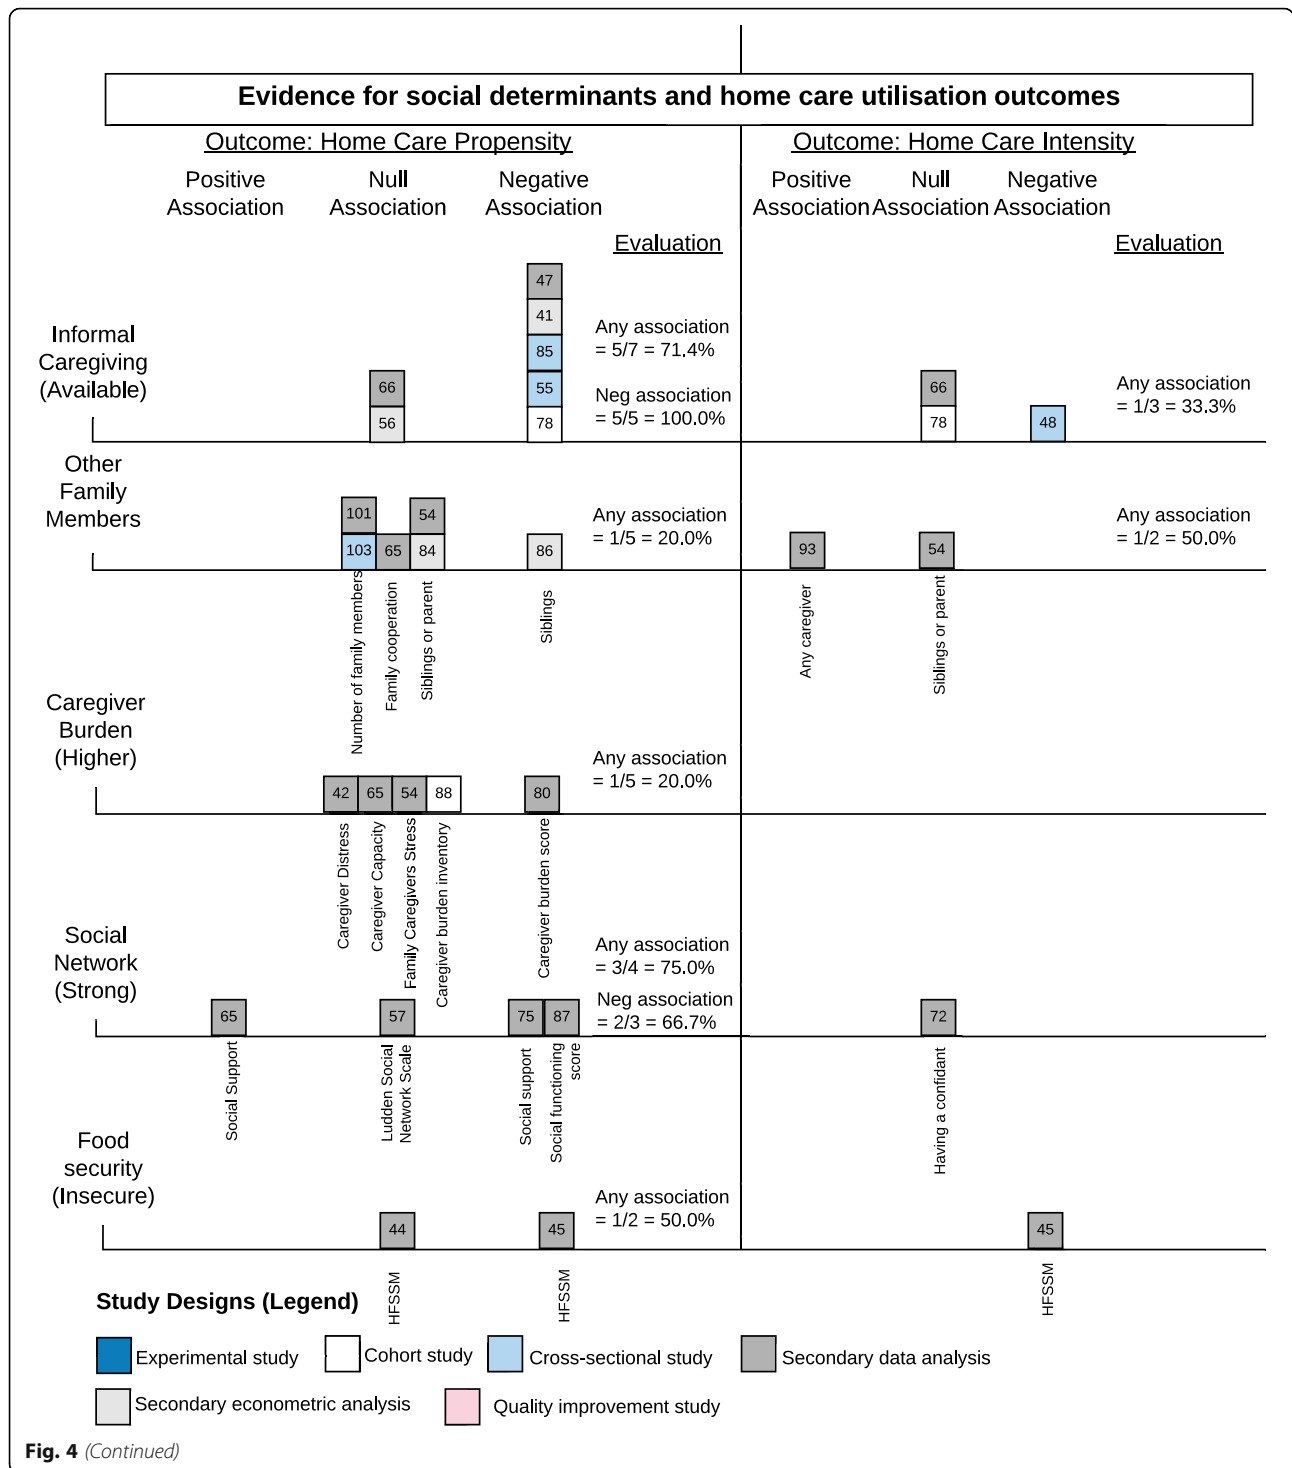 Evidence for social determinants and home care utilisation outcomes
Outcome: Home Care Propensity
Outcome: Home Care Intensity
Positive
Association
Null
Association
Negative
Association
Positive
Association
Null
Association
Negative
Association
Evaluation
Evaluation
Informal
Caregiving
(Available)
66
56
47
41
85
55
78
Any association
= 5/7 = 71.4%
Neg association
= 5/5 = 100.0%
66
78
48
Any association
= 1/3 = 33.3%
Other
Family
Members
101
103
65
54
84
86
Number of family members
Family cooperation
Siblings or parent
Siblings
Any association
= 1/5 = 20.0%
93
54
Any caregiver
Siblings or parent
Any association
= 1/2 = 50.0%
Caregiver
Burden
(Higher)
42
65
54
88
80
Caregiver Distress
Caregiver Capacity
Family Caregivers Stress
Caregiver burden inventory
Caregiver burden score
Any association
= 1/5 = 20.0%
Social
Network
(Strong)
65
57
75
87
Social Support
Ludden Social
Network Scale
Social support
Social functioning
score
Any association
= 3/4 = 75.0%
Neg association
= 2/3 = 66.7%
72
Having a confidant
Food
security
(Insecure)
44
45
HFSSM
HFSSM
Any association
= 1/2 = 50.0%
45
HFSSM
Study Designs (Legend)
Experimental study
Cohort study
Cross-sectional study
Secondary data analysis
Secondary econometric analysis
Quality improvement study
Fig. 4 (Continued)